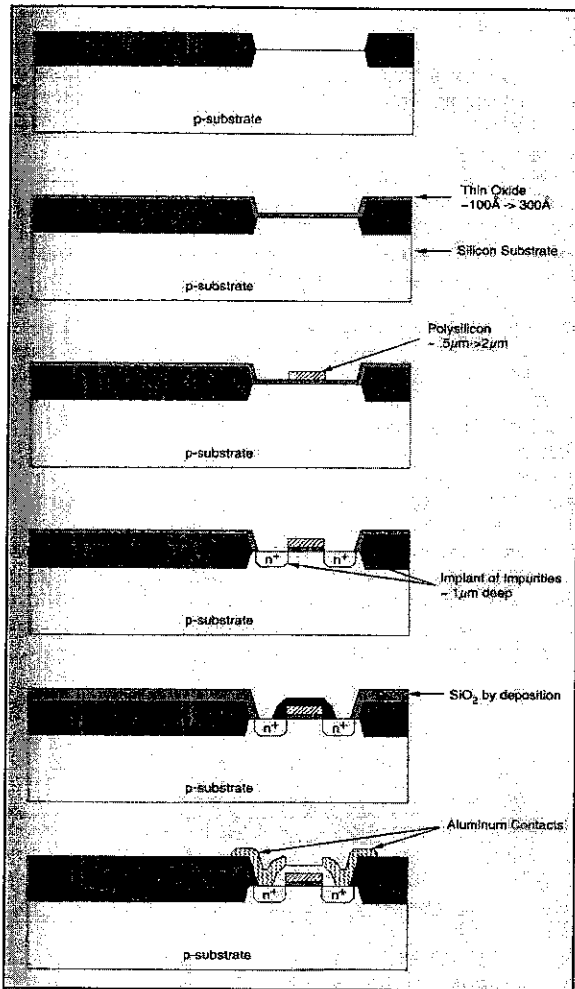 p-substrate
Thin Oxide
~100Å -> 300Å
Silicon Substrate
p-substrate
Polysilicon
~ .5μm->2μm
p-substrate
n+ n+
Implant of Impurities
~ 1μm deep
p-substrate
SiO2 by deposition
n+ n+
p-substrate
Aluminum Contacts
n+ n+
p-substrate